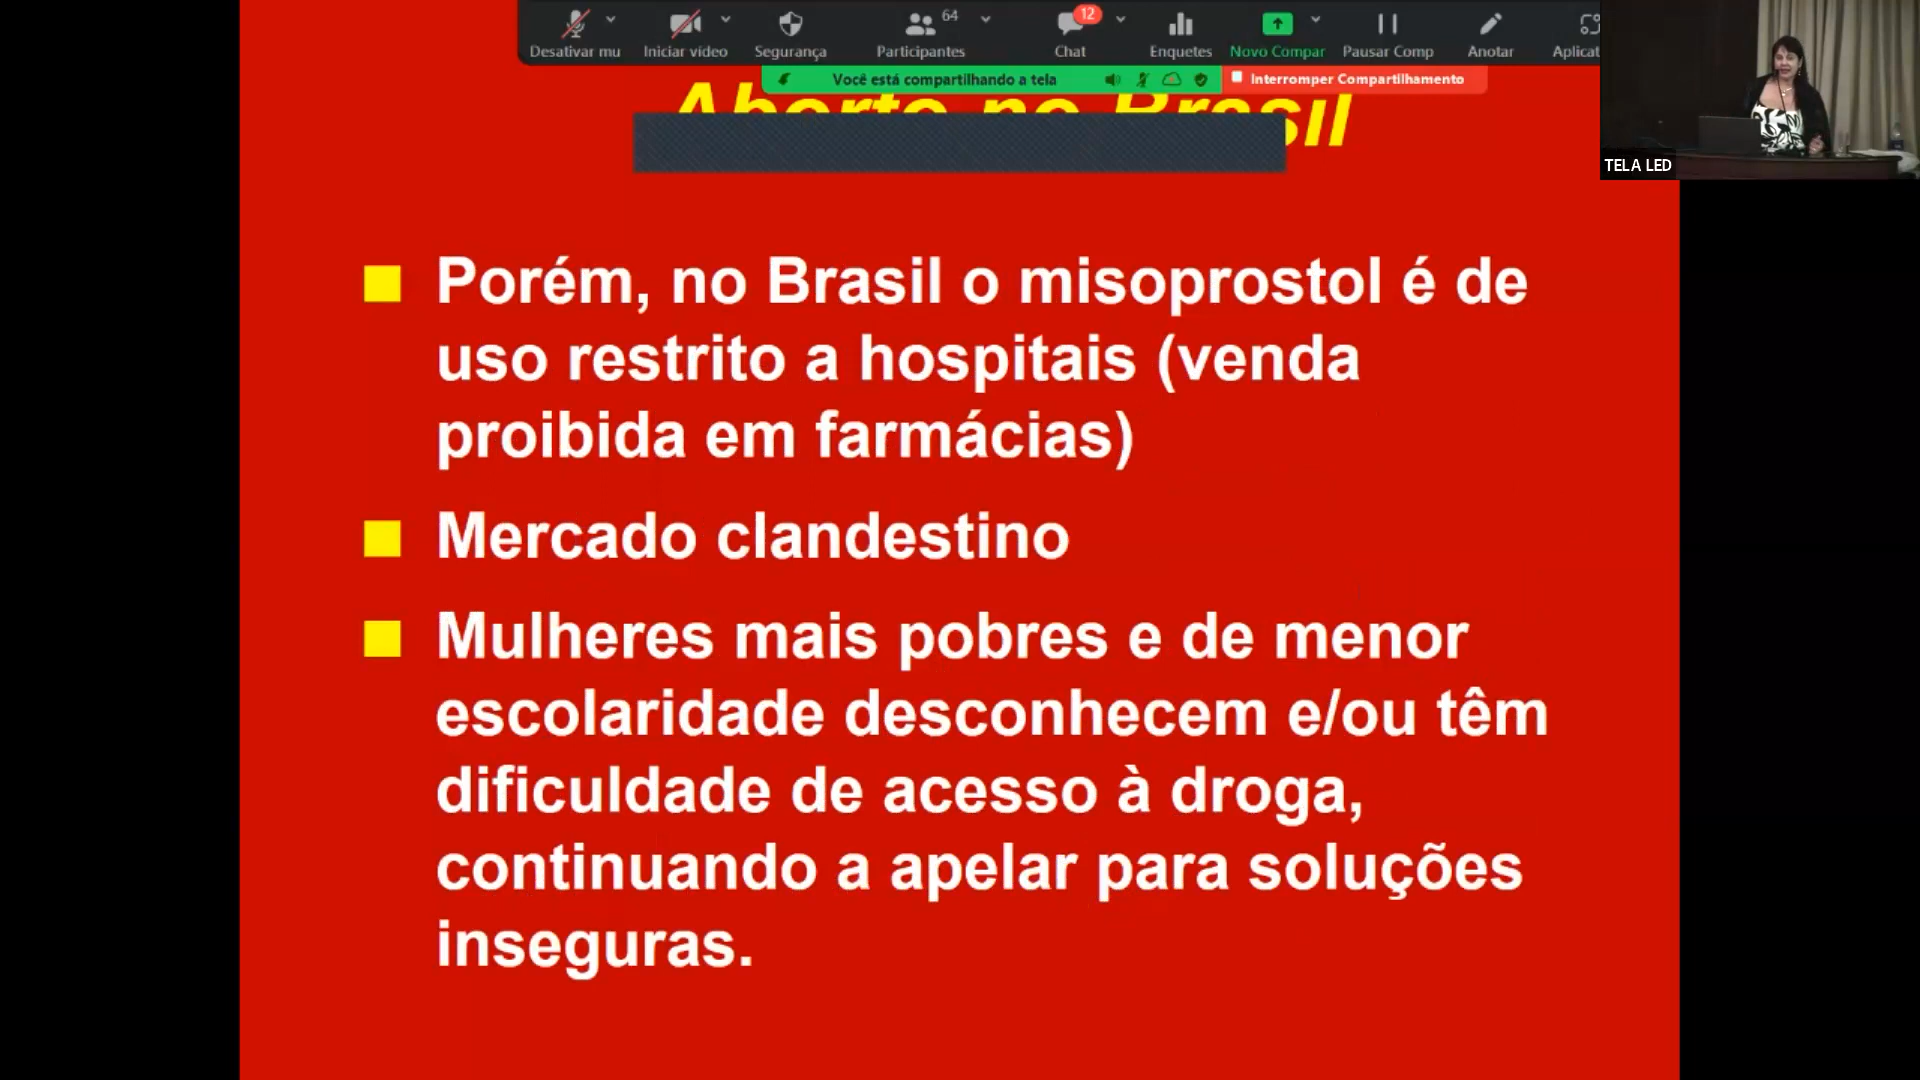 64
12
Desativar mu
Iniciar vídeo
Segurança
Participantes
Chat
Enquetes
Novo Compar
Pausar Comp
Anotar
Aplicat
Você está compartilhando a tela
Interromper Compartilhamento
Aborto no Brasil
TELA LED
Porém, no Brasil o misoprostol é de
uso restrito a hospitais (venda
proibida em farmácias)
Mercado clandestino
Mulheres mais pobres e de menor
escolaridade desconhecem e/ou têm
dificuldade de acesso à droga,
continuando a apelar para soluções
inseguras.